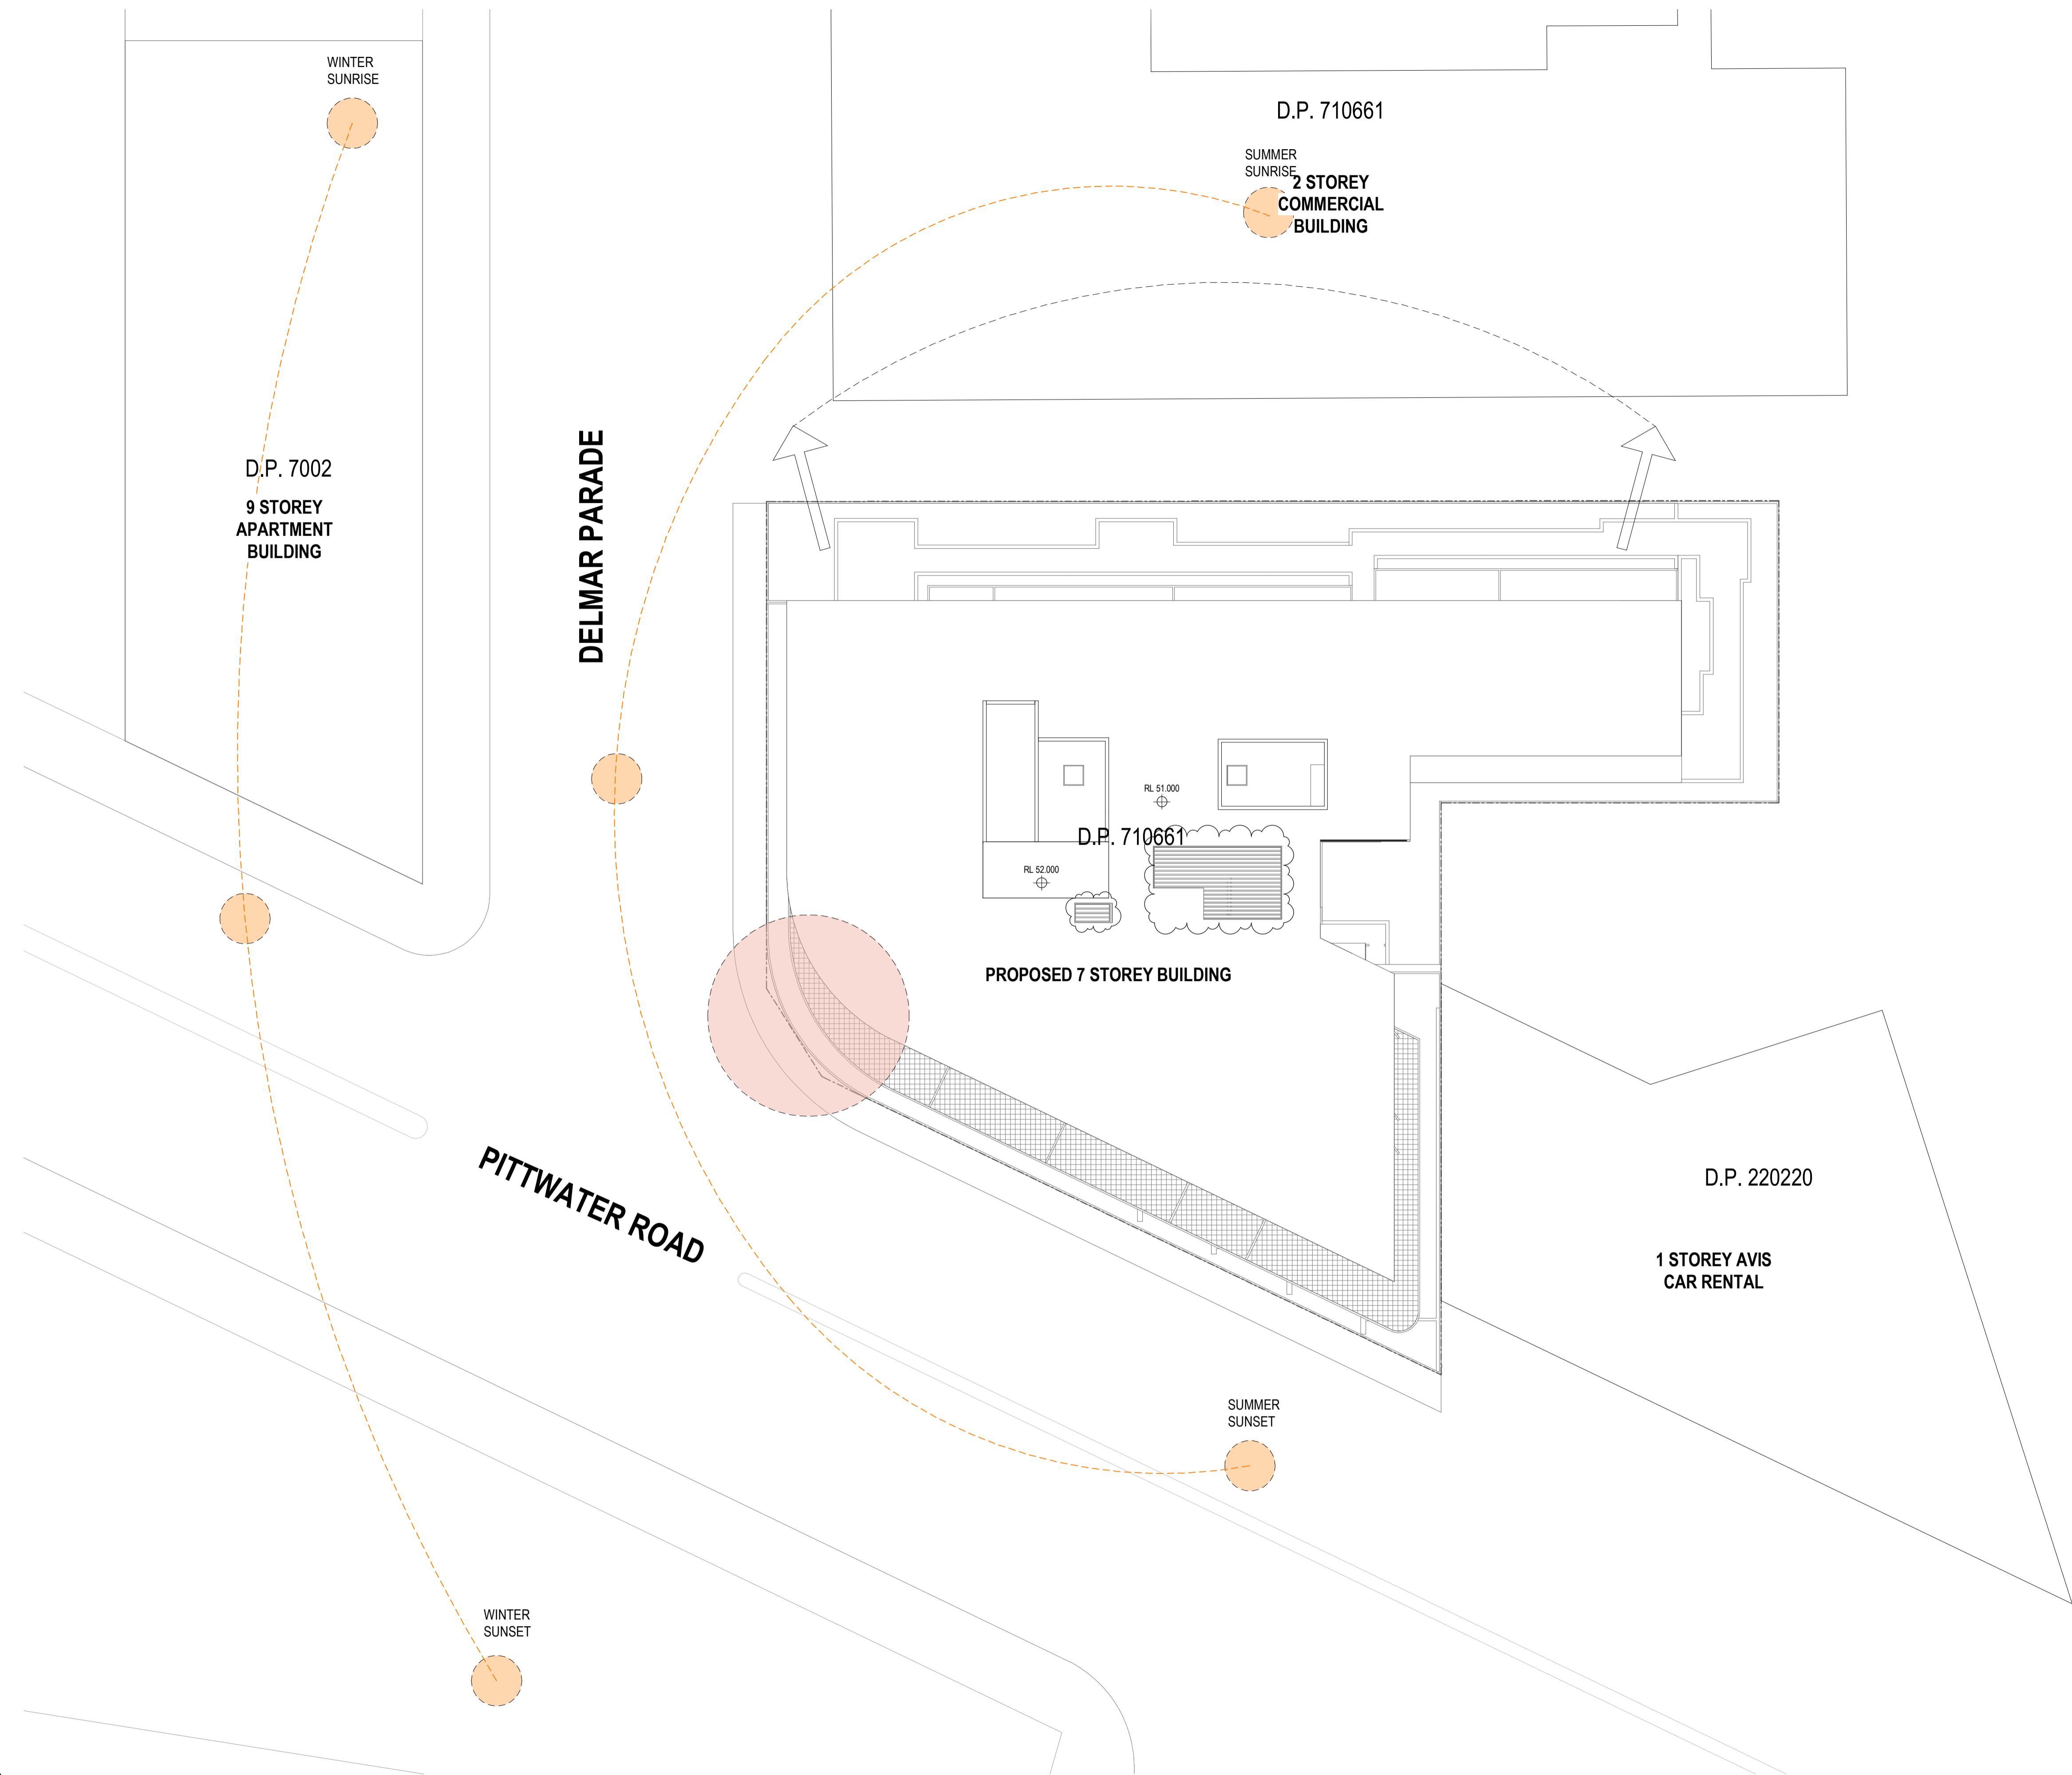 WINTER
SUNRISE
D.P. 710661
SUMMER
SUNRISE
2 STOREY
COMMERCIAL
BUILDING
D.P. 7002
9 STOREY
APARTMENT
BUILDING
DELMAR PARADE
RL 51.000
D.P. 710661
RL 52.000
PROPOSED 7 STOREY BUILDING
PITTWATER ROAD
D.P. 220220
1 STOREY AVIS
CAR RENTAL
SUMMER
SUNSET
WINTER
SUNSET